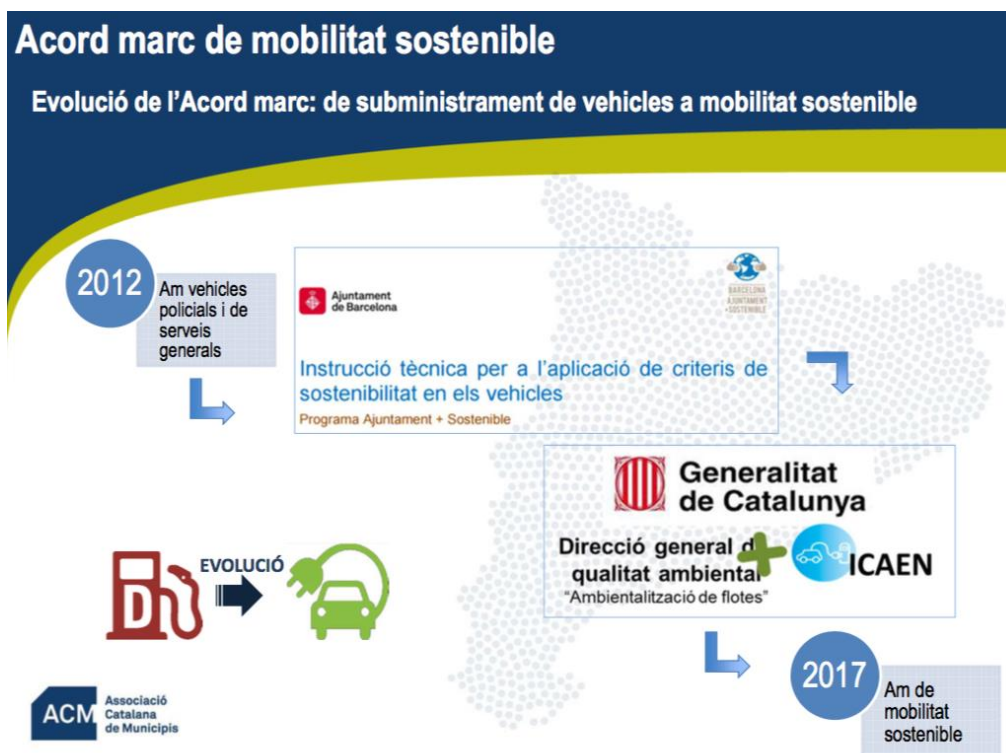 Acord marc de mobilitat sostenible
Evolució de l'Acord marc: de subministrament de vehicles a mobilitat sostenible
2012
Am vehicles
policials i de
serveis
generals
Ajuntament
de Barcelona
BARCELONA
AJUNTAMENT
+SOSTENIBLE
Instrucció tècnica per a l'aplicació de criteris de
sostenibilitat en els vehicles
Programa Ajuntament + Sostenible
Generalitat
de Catalunya
Direcció general d
qualitat ambiental
"Ambientalització de flotes"
ICAEN
D
EVOLUCIÓ
2017
Am de
mobilitat
sostenible
ACM
Associació
Catalana
de Municipis